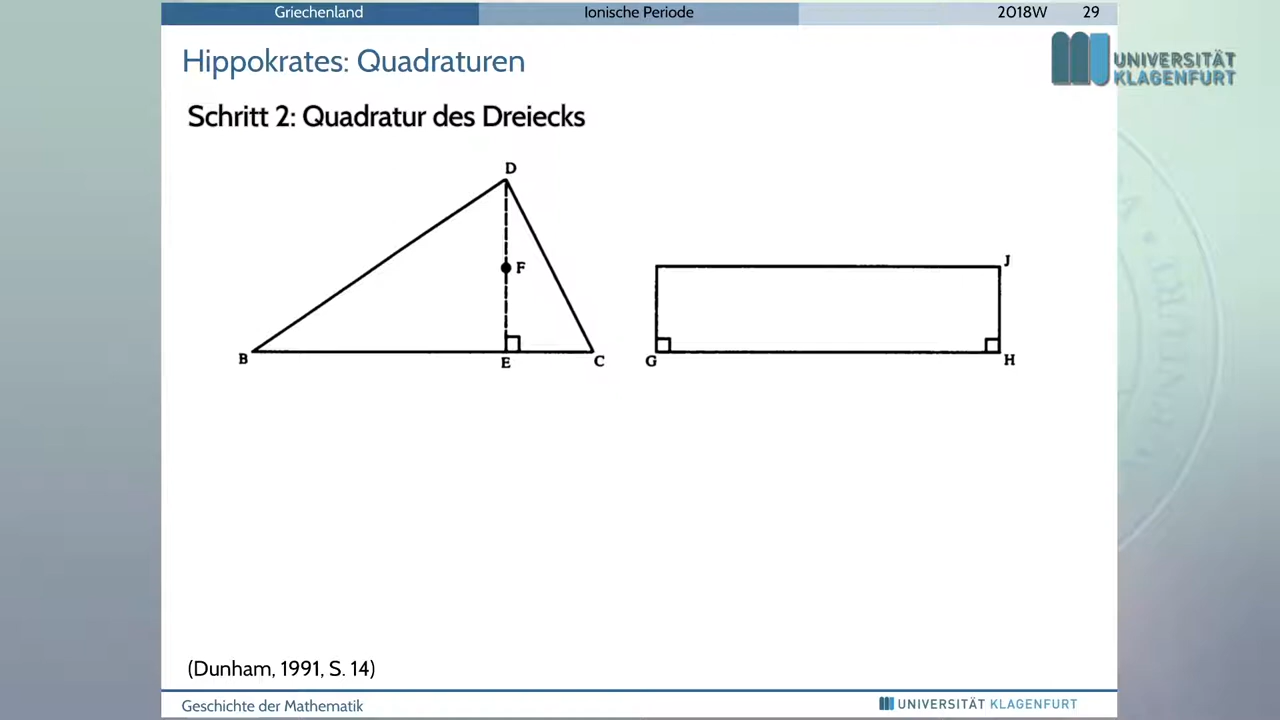 Griechenland Ionische Periode 2018W 29
Hippokrates: Quadraturen
UNIVERSITÄT
KLAGENFURT
Schritt 2: Quadratur des Dreiecks
D
F
J
B
E
C
G
H
(Dunham, 1991, S. 14)
Geschichte der Mathematik
UNIVERSITÄT KLAGENFURT